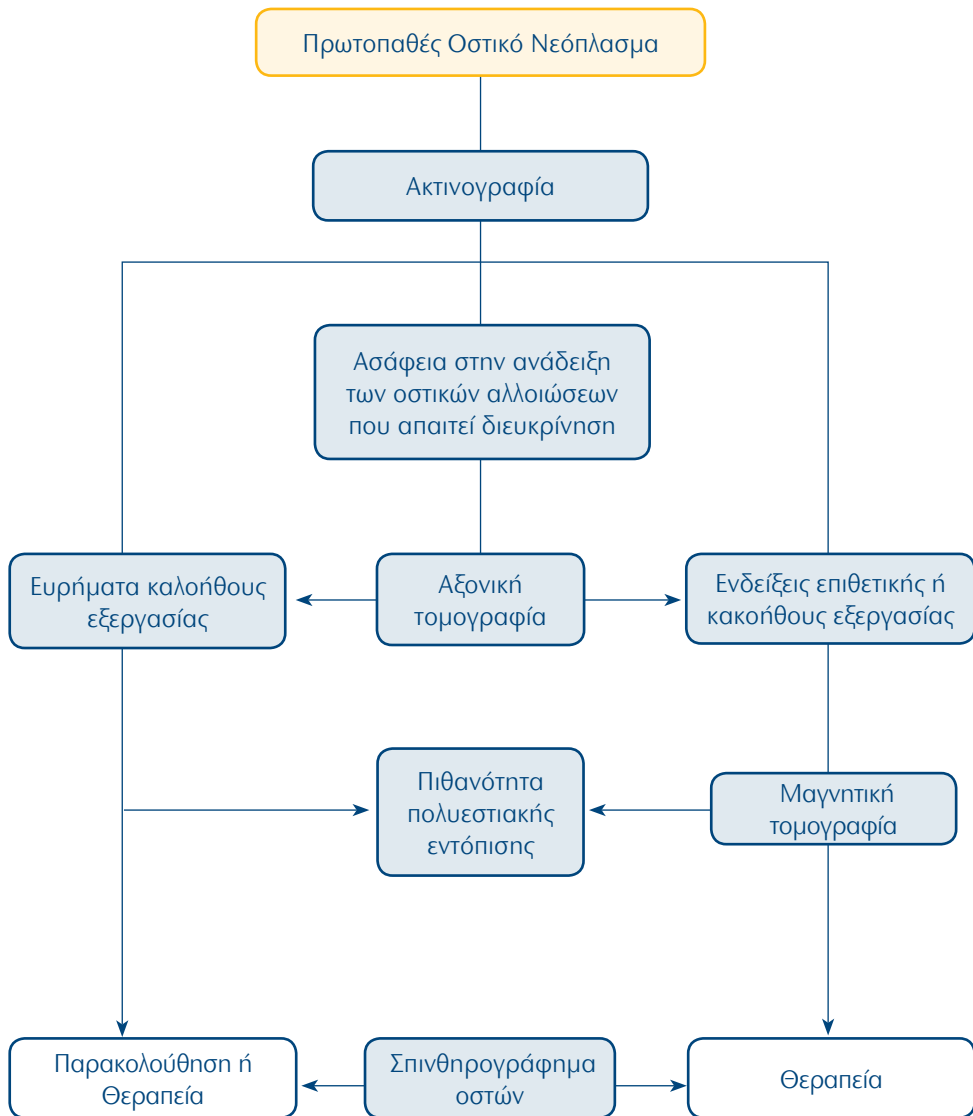 Πρωτοπαθές Οστικό Νεόπλασμα
Ακτινογραφία
Ασάφεια στην ανάδειξη
των οστικών αλλοιώσεων
που απαιτεί διευκρίνηση
Ευρήματα καλοήθους
εξεργασίας
Αξονική
τομογραφία
Ενδείξεις επιθετικής ή
κακοήθους εξεργασίας
Πιθανότητα
πολυεστιακής
εντόπισης
Μαγνητική
τομογραφία
Παρακολούθηση ή
Θεραπεία
Σπινθηρογράφημα
οστών
Θεραπεία